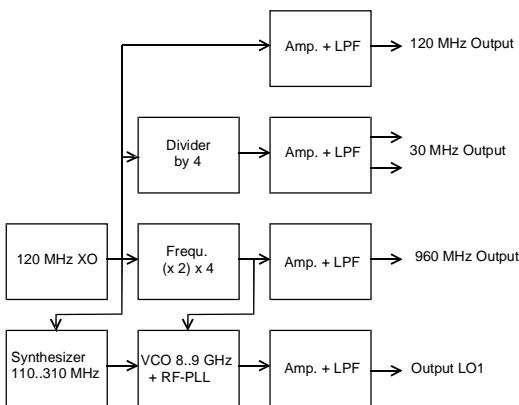 Amp. + LPF
120 MHz Output
Divider
by 4
Amp. + LPF
30 MHz Output
120 MHz XO
Frequ.
(x 2) x 4
Amp. + LPF
960 MHz Output
Synthesizer
110..310 MHz
VCO 8..9 GHz
+ RF-PLL
Amp. + LPF
Output LO1